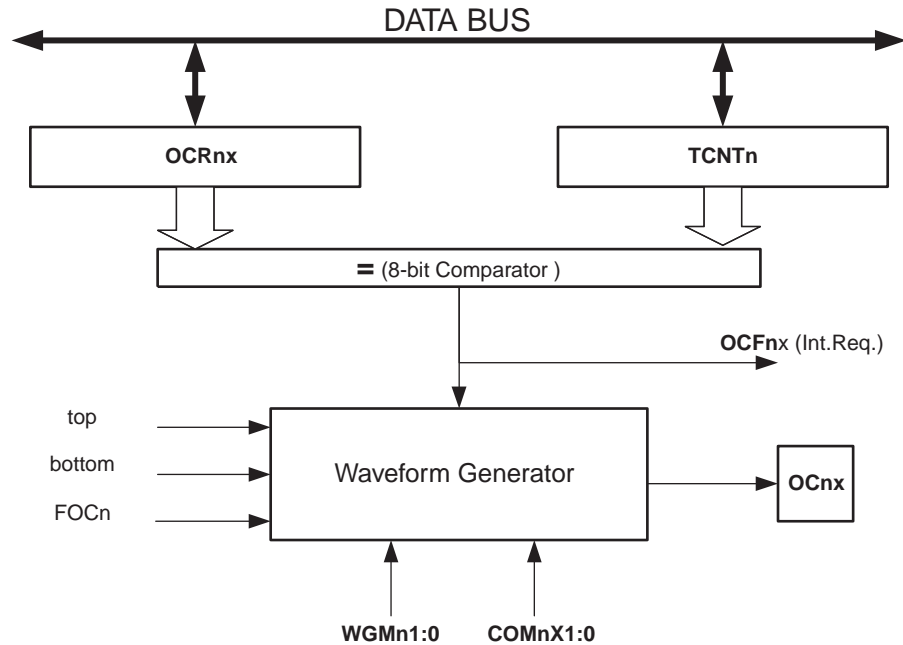 DATA BUS
OCRnx
TCNTn
= (8-bit Comparator )
OCFnx (Int.Req.)
top
bottom
FOCn
Waveform Generator
OCnx
WGMn1:0
COMnX1:0